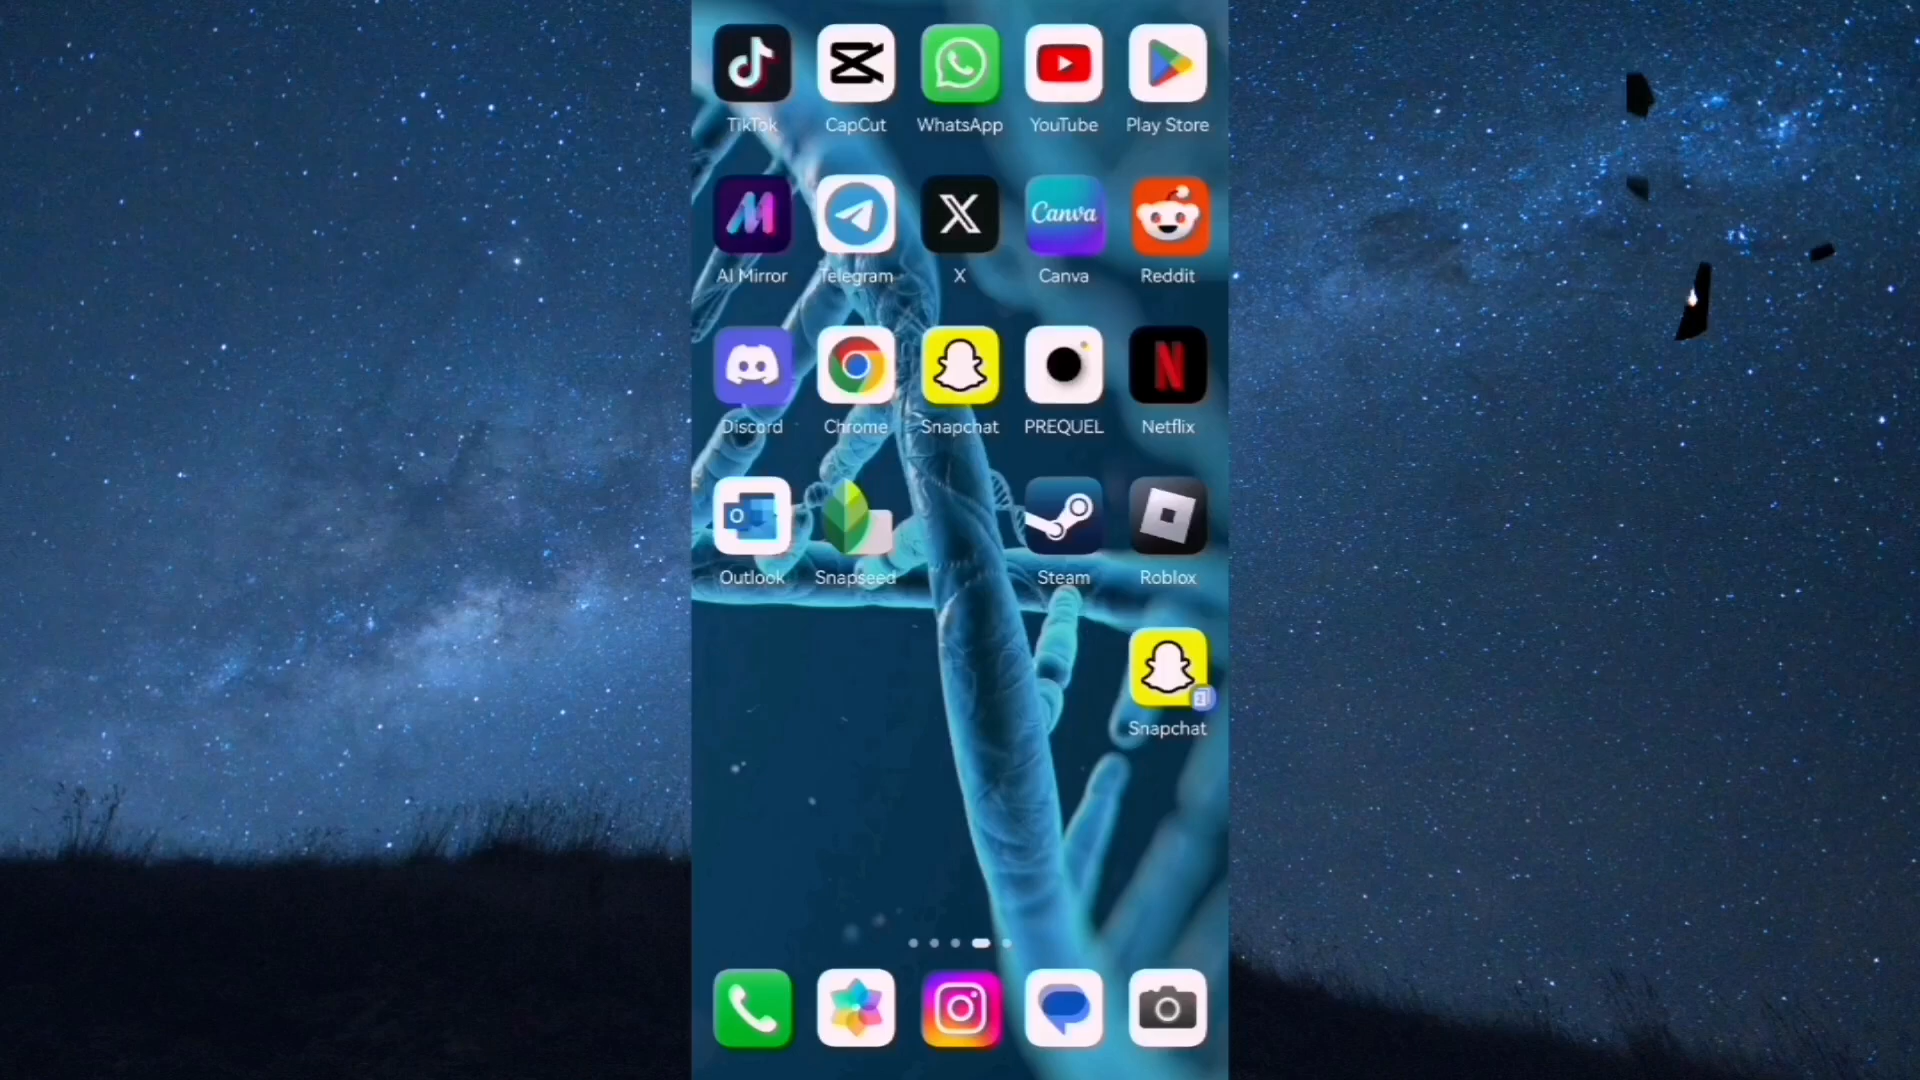 TikTok CapCut WhatsApp YouTube Play Store
Canva
AI Mirror Telegram X Canva Reddit
Discord Chrome Snapchat PREQUEL Netflix
Outlook Snapseed Steam Roblox
Snapchat